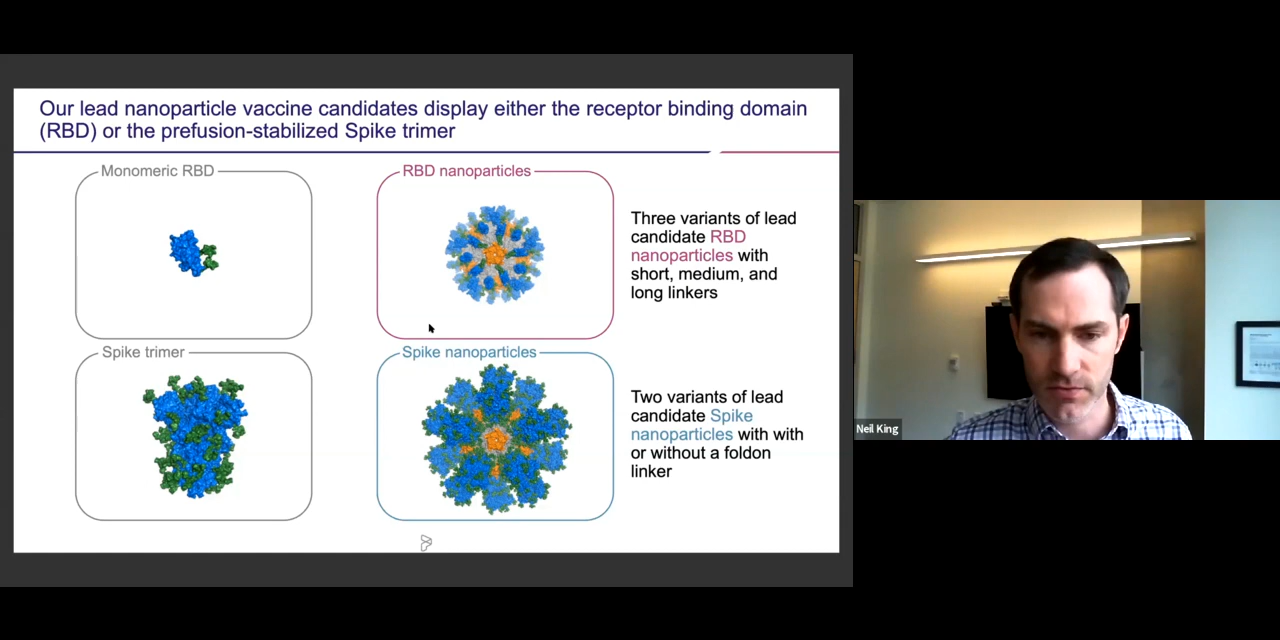 Our lead nanoparticle vaccine candidates display either the receptor binding domain
(RBD) or the prefusion-stabilized Spike trimer
Monomeric RBD
RBD nanoparticles
Three variants of lead
candidate RBD
nanoparticles with
short, medium, and
long linkers
Spike trimer
Spike nanoparticles
Two variants of lead
candidate Spike
nanoparticles with with
or without a foldon
linker
Neil King